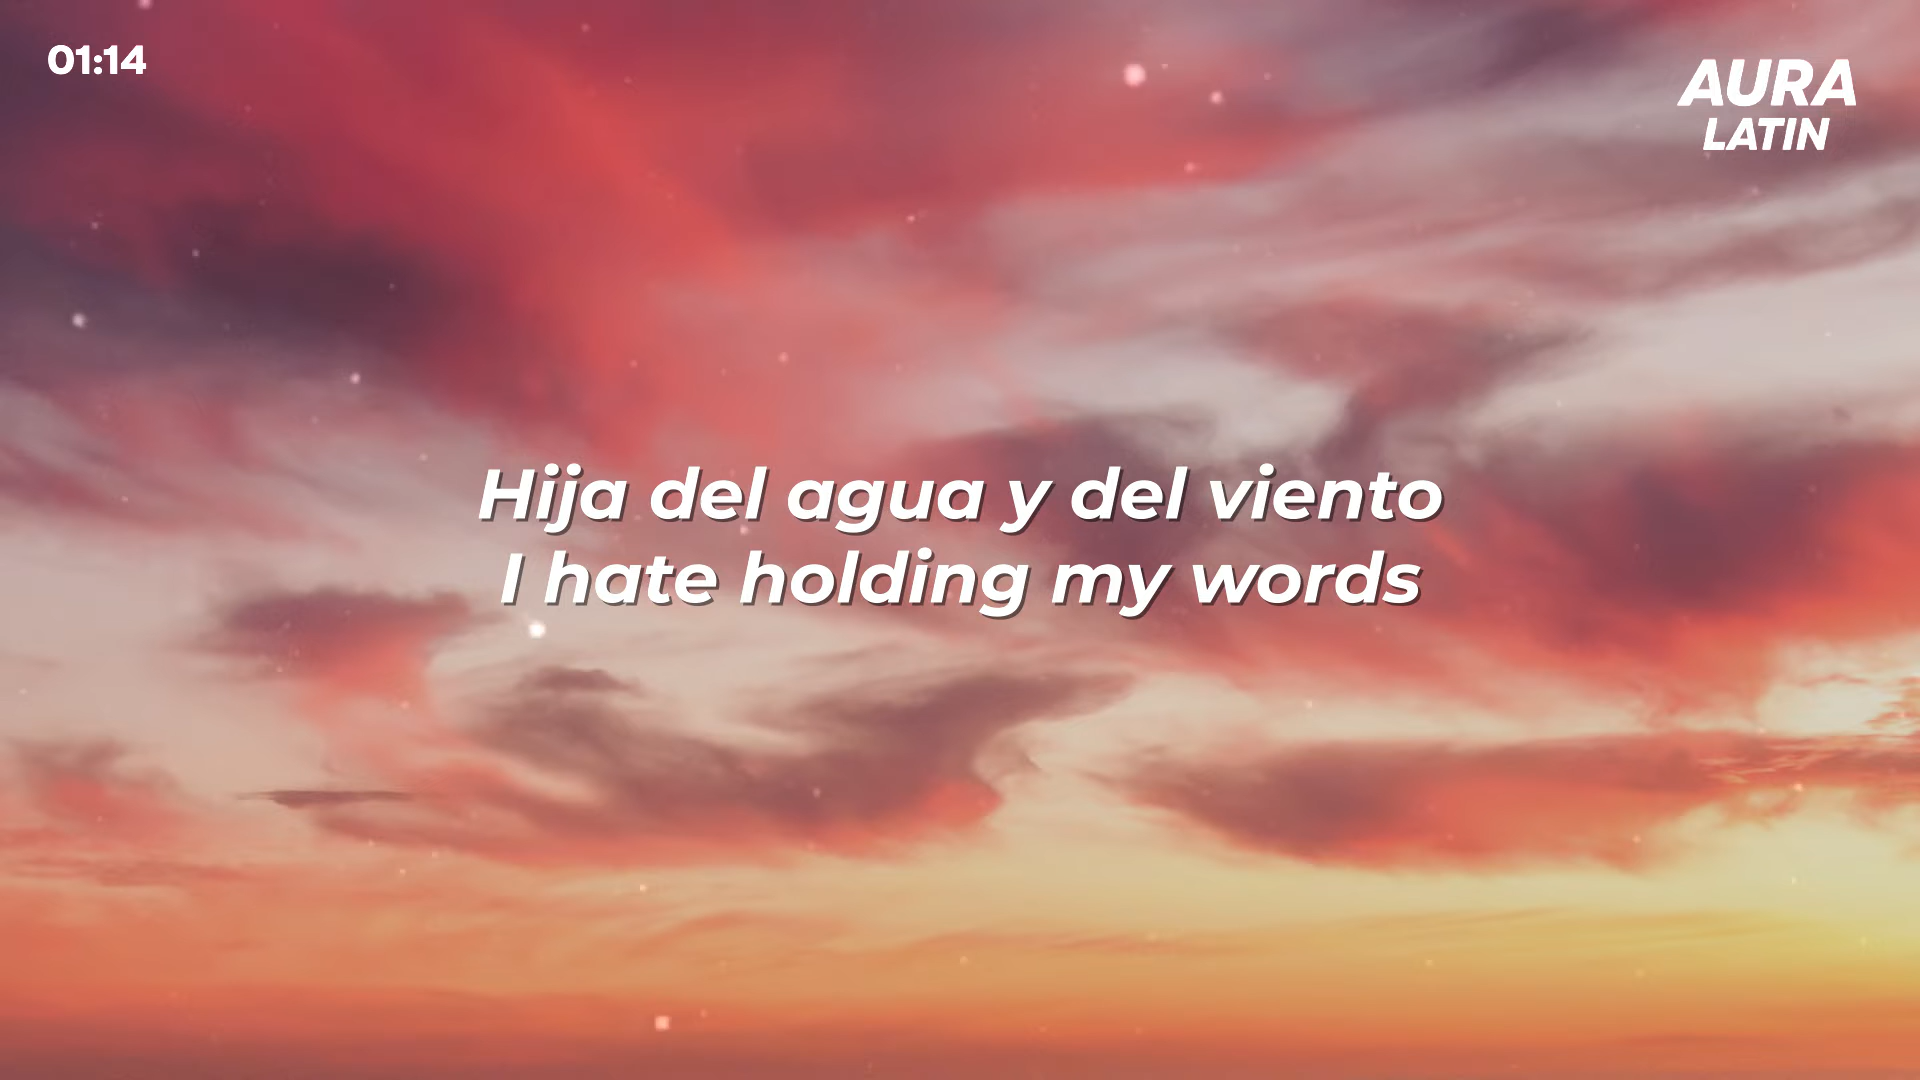 01:14
AURA
LATIN
Hija del agua y del viento
I hate holding my words